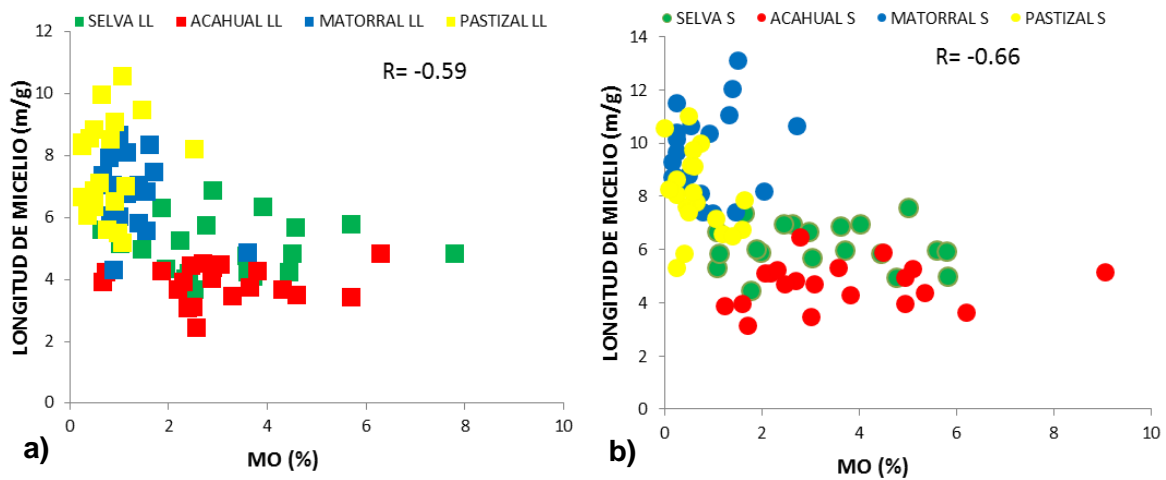 SELVA LL ACAHUAL LL MATORRAL LL PASTIZAL LL
R= -0.59
LONGITUD DE MICELIO (m/g)
12
10
8
6
4
2
0
0 2 4 6 8 10
MO (%)
a)
SELVA S ACAHUAL S MATORRAL S PASTIZAL S
R= -0.66
LONGITUD DE MICELIO (m/g)
14
12
10
8
6
4
2
0
0 2 4 6 8 10
MO (%)
b)